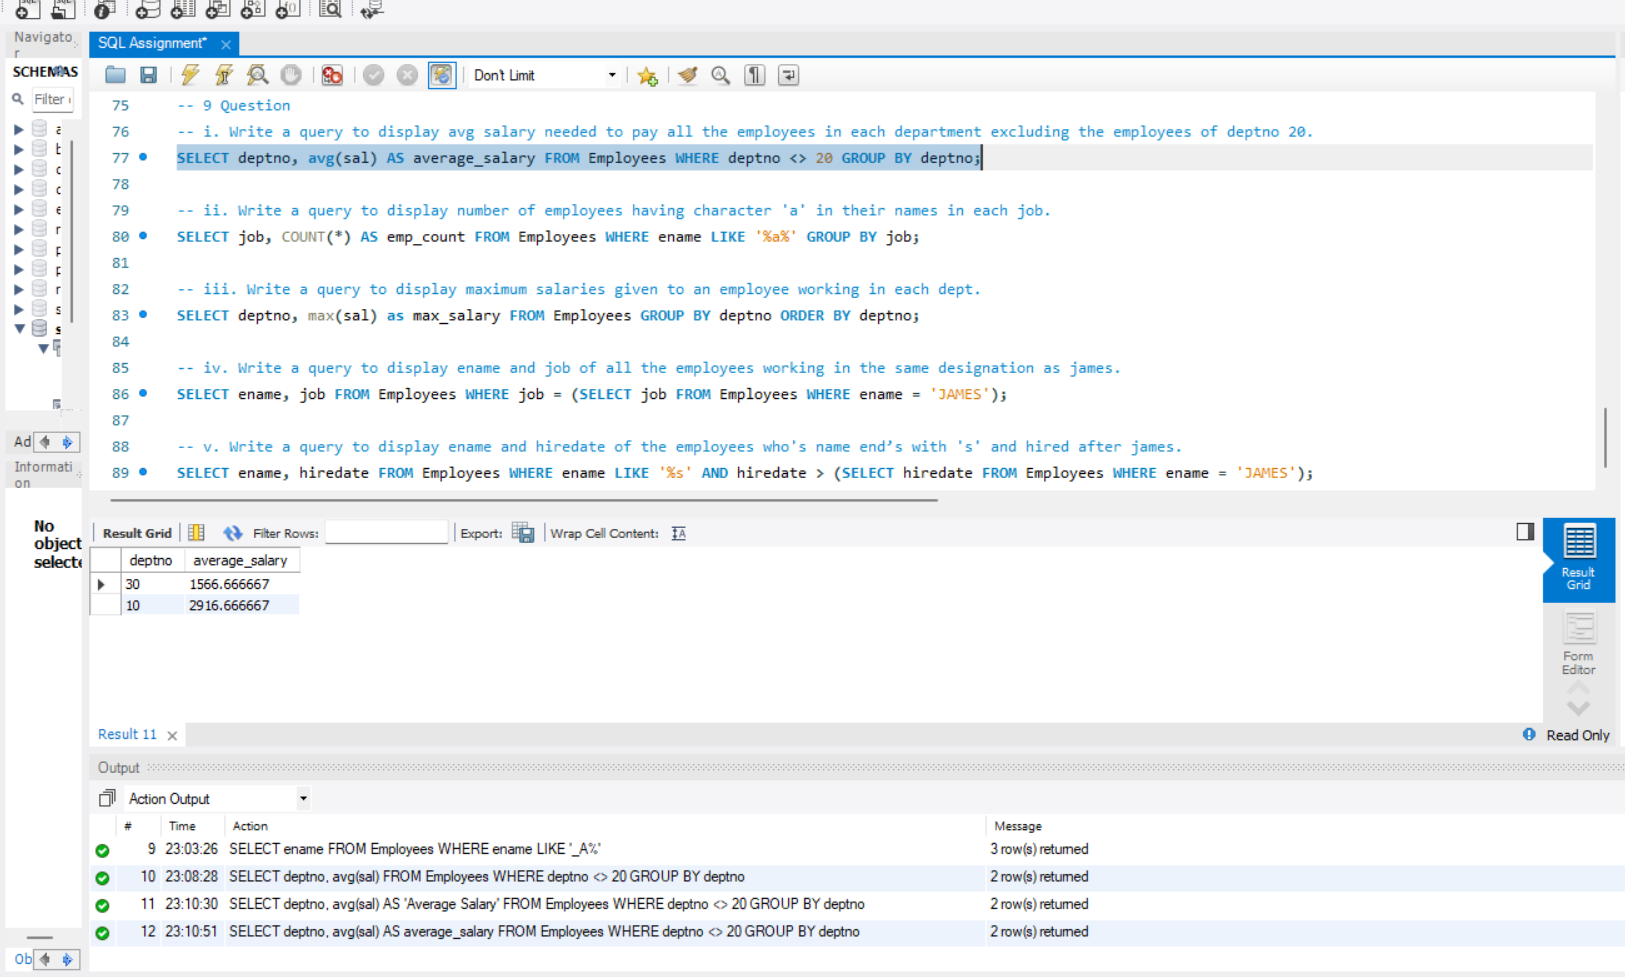 Navigato
r
SQL Assignment*
SCHEMAS
Don't Limit
Filter
75 -- 9 Question
76 -- i. Write a query to display avg salary needed to pay all the employees in each department excluding the employees of deptno 20.
77 SELECT deptno, avg(sal) AS average_salary FROM Employees WHERE deptno <> 20 GROUP BY deptno;
78
79 -- ii. Write a query to display number of employees having character 'a' in their names in each job.
80 SELECT job, COUNT(*) AS emp_count FROM Employees WHERE ename LIKE '%a%' GROUP BY job;
81
82 -- iii. Write a query to display maximum salaries given to an employee working in each dept.
83 SELECT deptno, max(sal) as max_salary FROM Employees GROUP BY deptno ORDER BY deptno;
84
85 -- iv. Write a query to display ename and job of all the employees working in the same designation as james.
86 SELECT ename, job FROM Employees WHERE job = (SELECT job FROM Employees WHERE ename = 'JAMES');
87
88 -- v. Write a query to display ename and hiredate of the employees who's name end’s with 's' and hired after james.
89 SELECT ename, hiredate FROM Employees WHERE ename LIKE '%s' AND hiredate > (SELECT hiredate FROM Employees WHERE ename = 'JAMES');
Ad
Informati
on
No
object
selecte
Result Grid Filter Rows: Export: Wrap Cell Content:
deptno average_salary
30 1566.666667
10 2916.666667
Result
Grid
Form
Editor
Result 11
Read Only
Output
Action Output
# Time Action Message
9 23:03:26 SELECT ename FROM Employees WHERE ename LIKE '_A%' 3 row(s) returned
10 23:08:28 SELECT deptno, avg(sal) FROM Employees WHERE deptno <> 20 GROUP BY deptno 2 row(s) returned
11 23:10:30 SELECT deptno, avg(sal) AS 'Average Salary' FROM Employees WHERE deptno <> 20 GROUP BY deptno 2 row(s) returned
12 23:10:51 SELECT deptno, avg(sal) AS average_salary FROM Employees WHERE deptno <> 20 GROUP BY deptno 2 row(s) returned
Ob